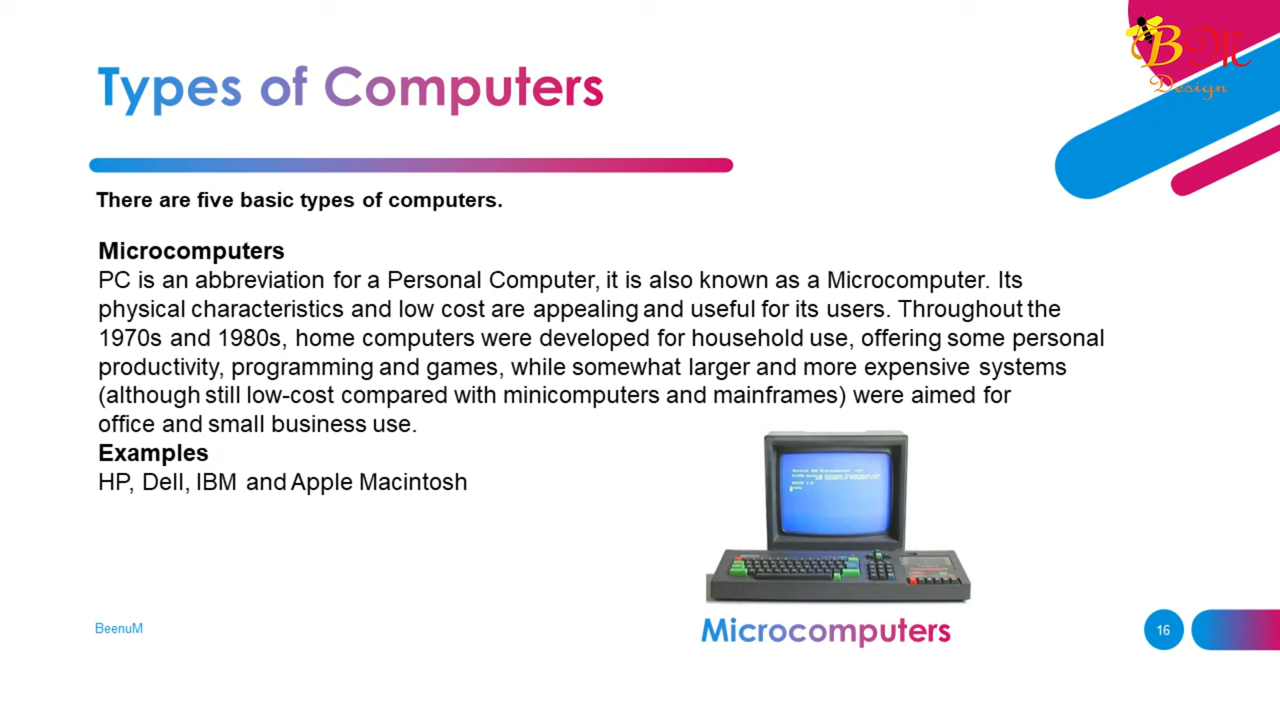 B M
Design
Types of Computers
There are five basic types of computers.
Microcomputers
PC is an abbreviation for a Personal Computer, it is also known as a Microcomputer. Its
physical characteristics and low cost are appealing and useful for its users. Throughout the
1970s and 1980s, home computers were developed for household use, offering some personal
productivity, programming and games, while somewhat larger and more expensive systems
(although still low-cost compared with minicomputers and mainframes) were aimed for
office and small business use.
Examples
HP, Dell, IBM and Apple Macintosh
Microcomputers
BeenuM
16